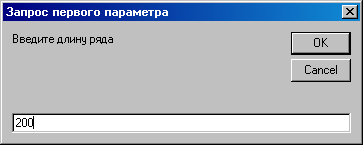 Запрос первого параметра
Введите длину ряда
OK
Cancel
200